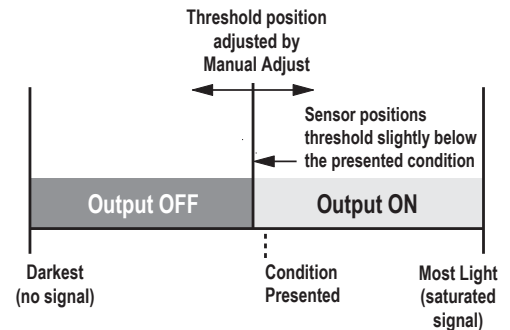 Threshold position
adjusted by
Manual Adjust
Sensor positions
threshold slightly below
the presented condition
Output OFF
Output ON
Darkest
(no signal)
Condition
Presented
Most Light
(saturated
signal)